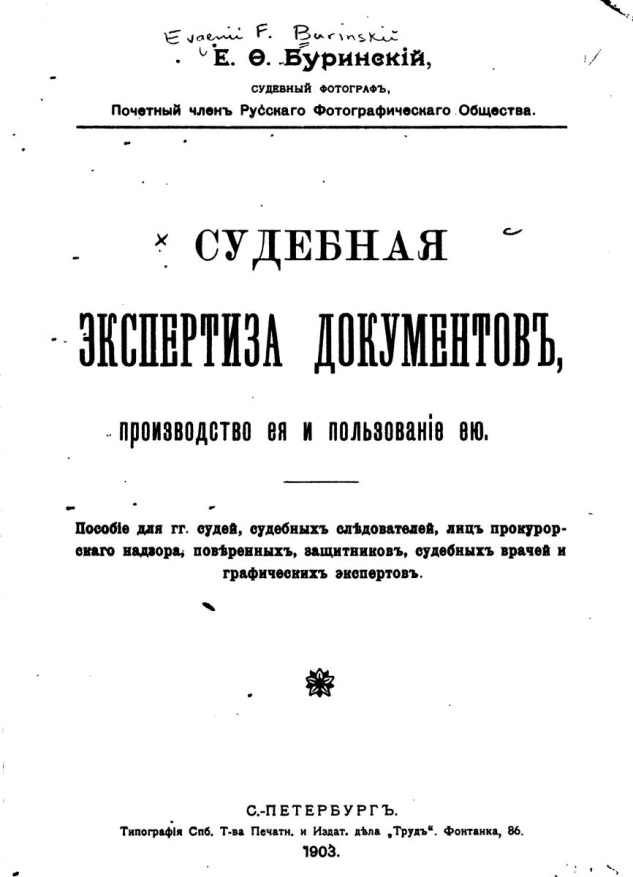 Evgenii F. Burinskii
Е. Ѳ. Буринскій,
СУДЕБНЫЙ ФОТОГРАФЪ,
Почетный членъ Русскаго Фотографическаго Общества.
СУДЕБНАЯ
ЭКСПЕРТИЗА ДОКУМЕНТОВЪ,
производство ея и пользованіе ею.
Пособіе для гг. судей, судебныхъ слѣдователей, лицъ прокурор-
скаго надзора, повѣренныхъ, защитниковъ, судебныхъ врачей и
графическихъ экспертовъ.
С.-ПЕТЕРБУРГЪ.
Типографія Спб. Т-ва Печатн. и Издат. дѣла „Трудъ“. Фонтанка, 86.
1903.